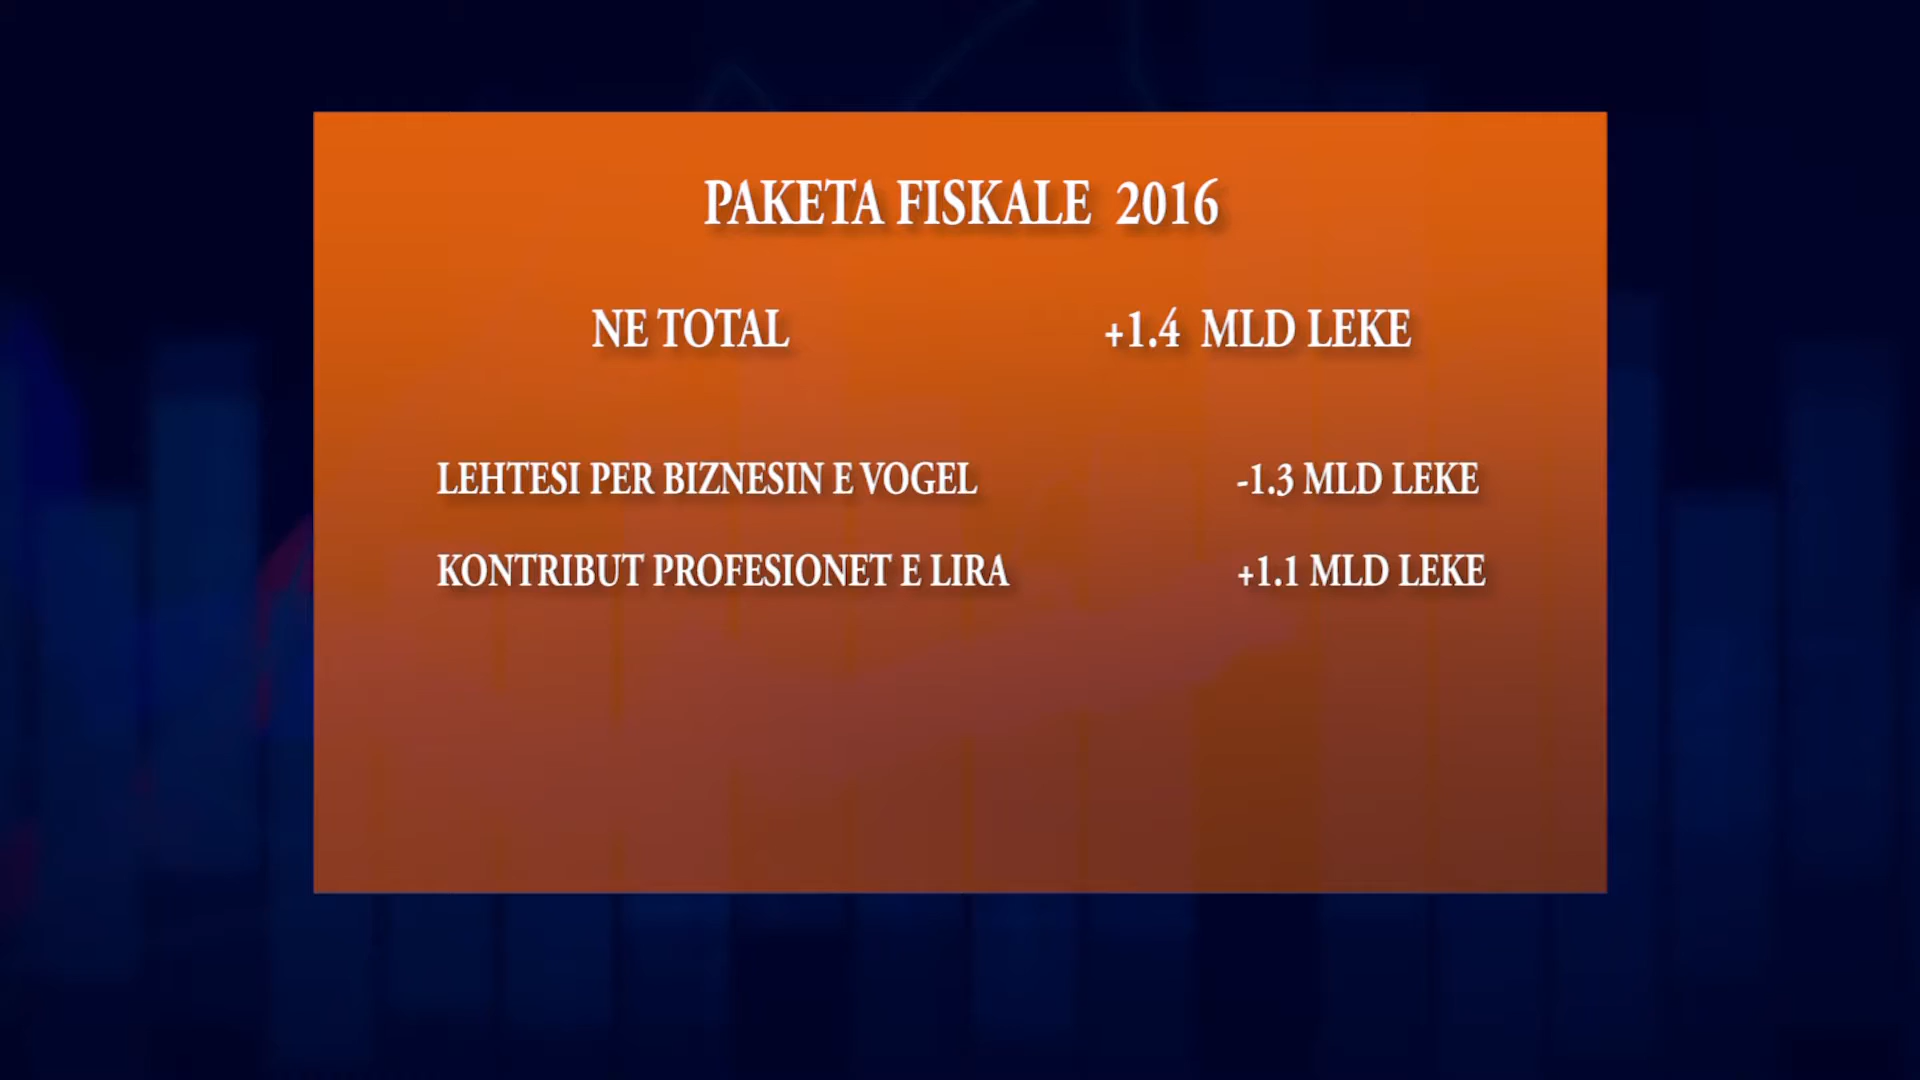 PAKETA FISKALE 2016
NE TOTAL +1.4 MLD LEKE
LEHTESI PER BIZNESIN E VOGEL -1.3 MLD LEKE
KONTRIBUT PROFESIONET E LIRA +1.1 MLD LEKE